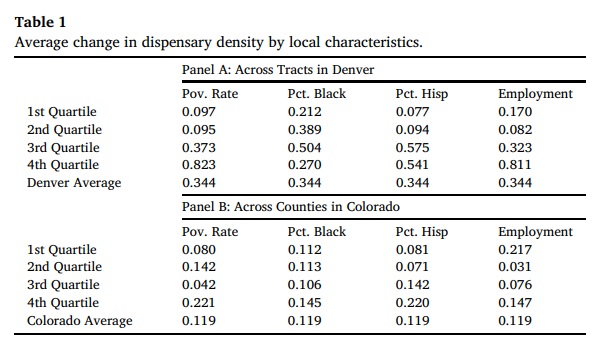 Table 1
Average change in dispensary density by local characteristics.
Panel A: Across Tracts in Denver
Pov. Rate Pct. Black Pct. Hisp Employment
1st Quartile 0.097 0.212 0.077 0.170
2nd Quartile 0.095 0.389 0.094 0.082
3rd Quartile 0.373 0.504 0.575 0.323
4th Quartile 0.823 0.270 0.541 0.811
Denver Average 0.344 0.344 0.344 0.344
Panel B: Across Counties in Colorado
Pov. Rate Pct. Black Pct. Hisp Employment
1st Quartile 0.080 0.112 0.081 0.217
2nd Quartile 0.142 0.113 0.071 0.031
3rd Quartile 0.042 0.106 0.142 0.076
4th Quartile 0.221 0.145 0.220 0.147
Colorado Average 0.119 0.119 0.119 0.119